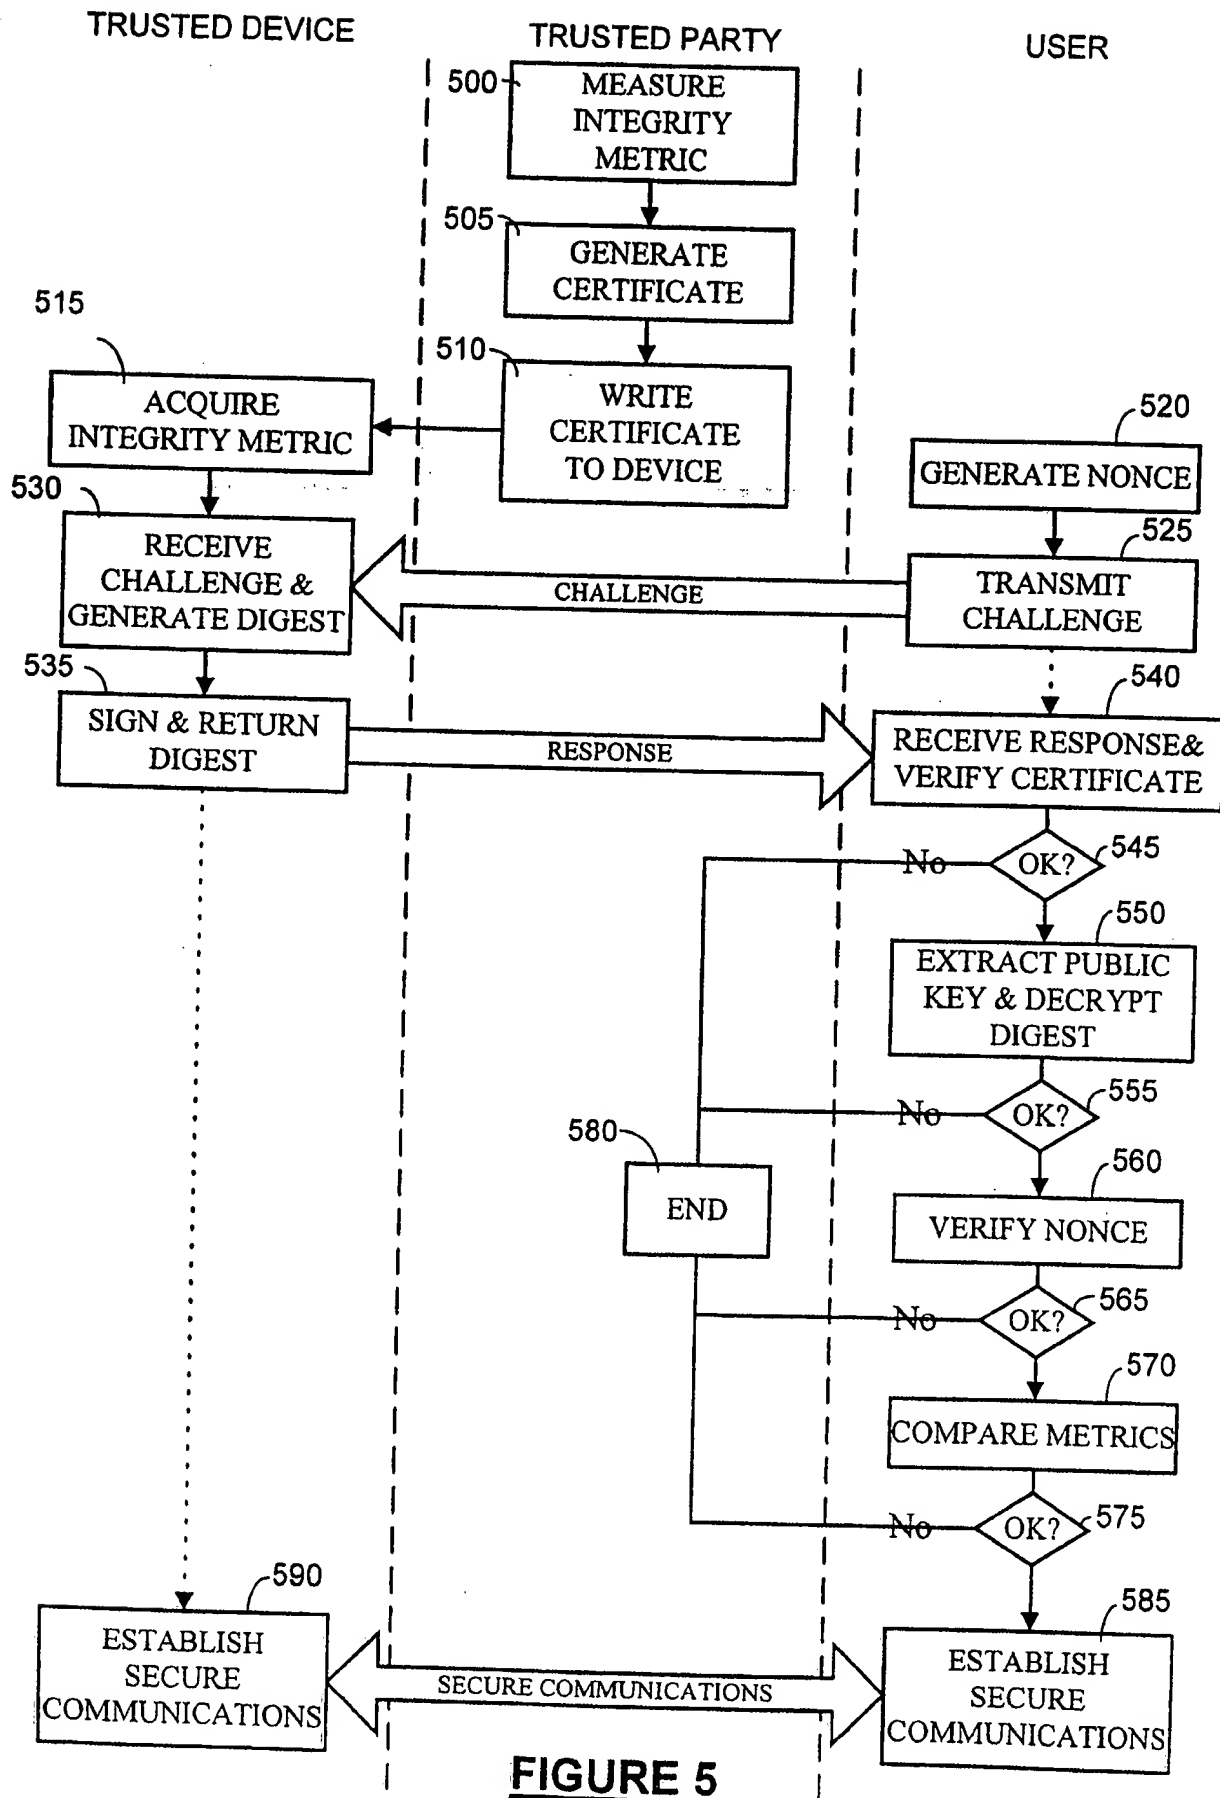 TRUSTED DEVICE
TRUSTED PARTY
USER
500
MEASURE
INTEGRITY
METRIC
505
GENERATE
CERTIFICATE
515
510
ACQUIRE
INTEGRITY METRIC
WRITE
CERTIFICATE
TO DEVICE
520
GENERATE NONCE
530
RECEIVE
CHALLENGE &
GENERATE DIGEST
CHALLENGE
525
TRANSMIT
CHALLENGE
535
SIGN & RETURN
DIGEST
RESPONSE
540
RECEIVE RESPONSE&
VERIFY CERTIFICATE
No
OK?
545
550
EXTRACT PUBLIC
KEY & DECRYPT
DIGEST
No
OK?
555
580
END
560
VERIFY NONCE
No
OK?
565
570
COMPARE METRICS
No
OK?
575
590
ESTABLISH
SECURE
COMMUNICATIONS
SECURE COMMUNICATIONS
585
ESTABLISH
SECURE
COMMUNICATIONS
FIGURE 5